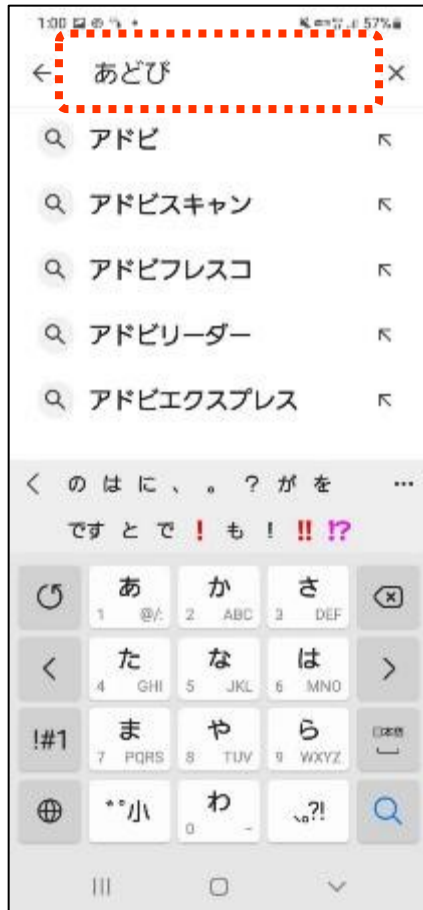 1:00 57%
あどび
アドビ
アドビスキャン
アドビフレスコ
アドビリーダー
アドビエクスプレス
の は に 、 。 ? が を …
です と で ! も ! !! !?
あ 1 @/: か 2 ABC さ 3 DEF
た 4 GHI な 5 JKL は 6 MNO
!#1 ま 7 PQRS や 8 TUV ら 9 WXYZ 日本語
゛゜小 わ 0 - 、。?!